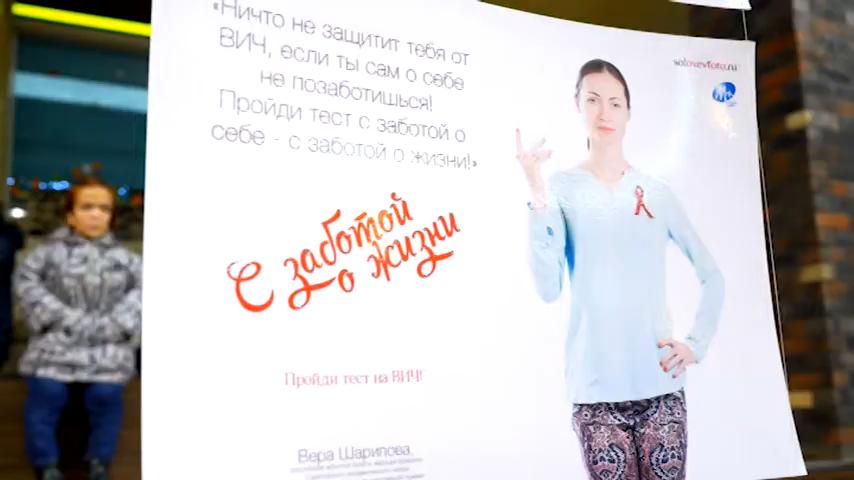 «Ничто не защитит тебя от
ВИЧ, если ты сам о себе
не позаботишься!
Пройди тест с заботой о
себе - с заботой о жизни!»
solovevfoto.ru
С заботой
о жизни
Пройди тест на ВИЧ!
Вера Шарипова,